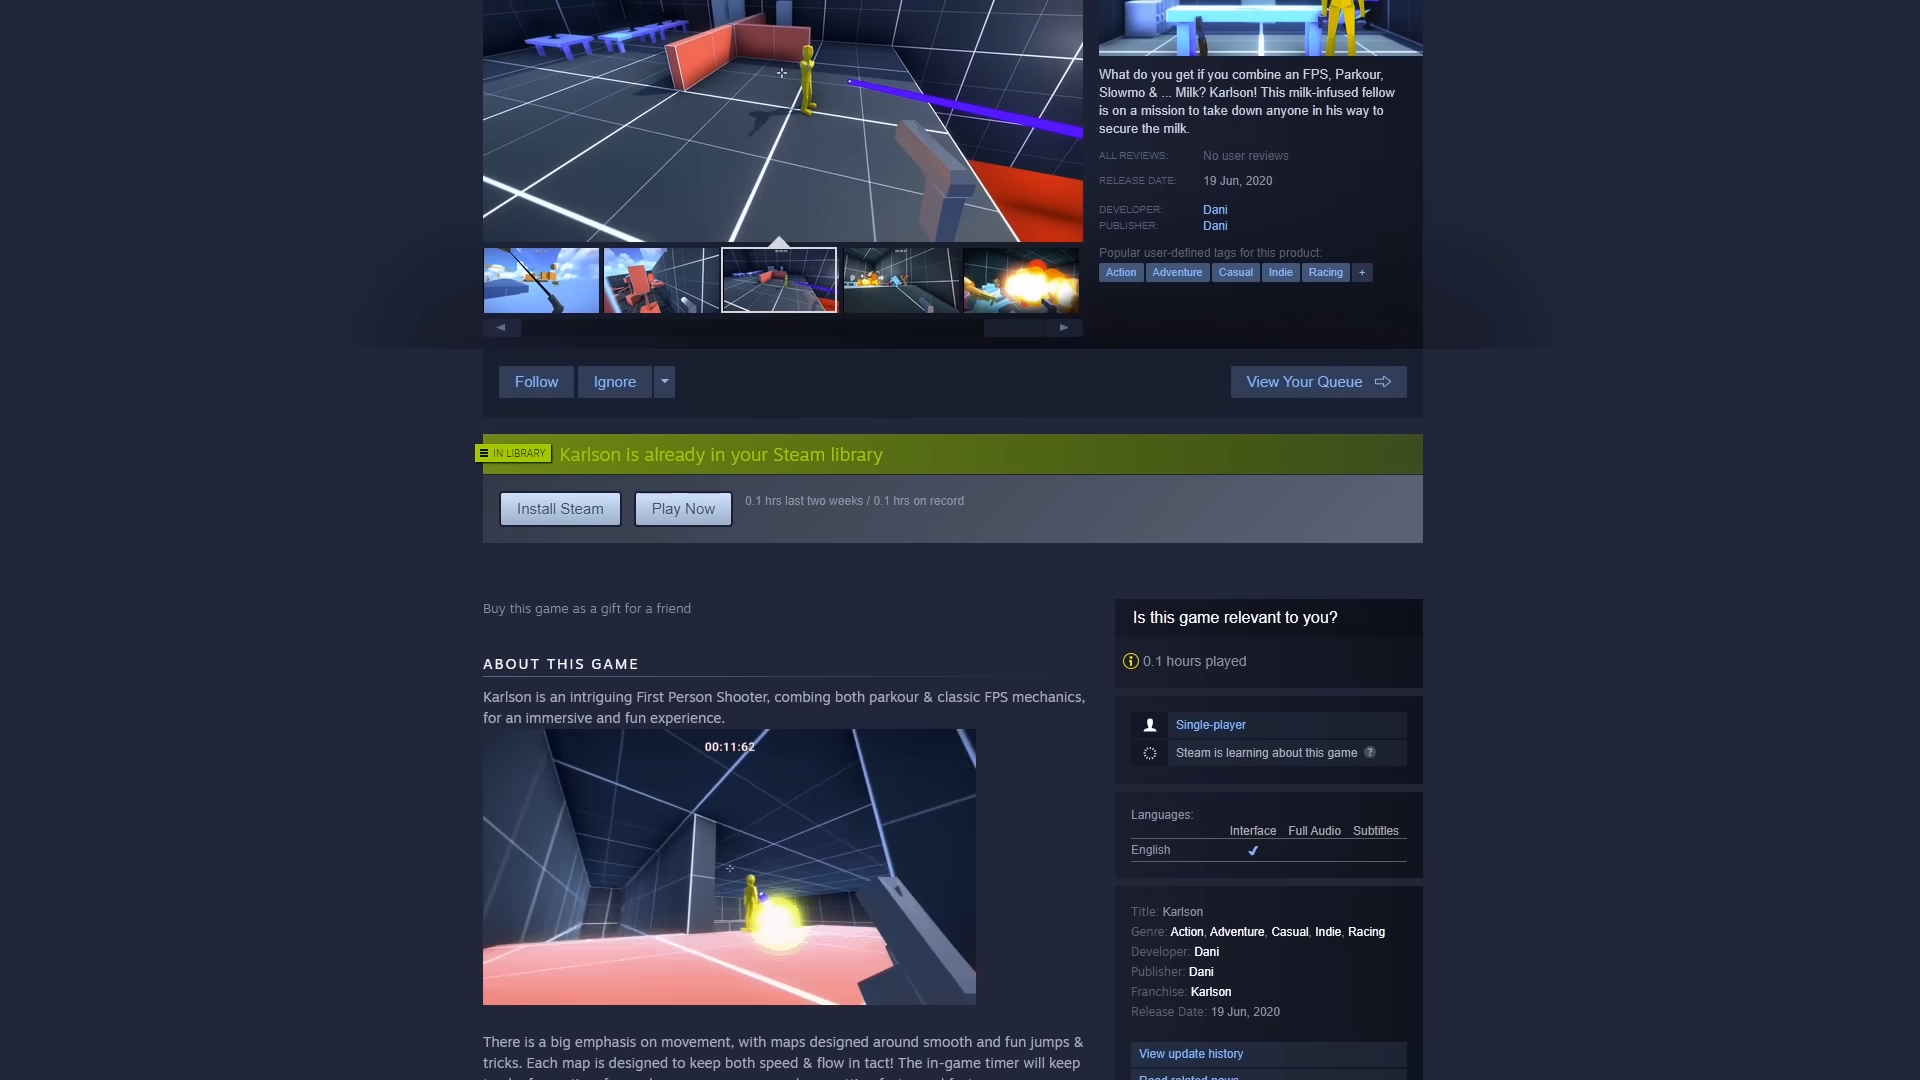 What do you get if you combine an FPS, Parkour,
Slowmo & ... Milk? Karlson! This milk-infused fellow
is on a mission to take down anyone in his way to
secure the milk.
ALL REVIEWS: No user reviews
RELEASE DATE: 19 Jun, 2020
DEVELOPER: Dani
PUBLISHER: Dani
Popular user-defined tags for this product:
Action Adventure Casual Indie Racing +
Follow Ignore View Your Queue
IN LIBRARY Karlson is already in your Steam library
Install Steam Play Now 0.1 hrs last two weeks / 0.1 hrs on record
Buy this game as a gift for a friend
ABOUT THIS GAME
Karlson is an intriguing First Person Shooter, combing both parkour & classic FPS mechanics,
for an immersive and fun experience.
00:11:62
There is a big emphasis on movement, with maps designed around smooth and fun jumps &
tricks. Each map is designed to keep both speed & flow in tact! The in-game timer will keep
Is this game relevant to you?
0.1 hours played
Single-player
Steam is learning about this game ?
Languages:
Interface Full Audio Subtitles
English ✔
Title: Karlson
Genre: Action, Adventure, Casual, Indie, Racing
Developer: Dani
Publisher: Dani
Franchise: Karlson
Release Date: 19 Jun, 2020
View update history
Read related news